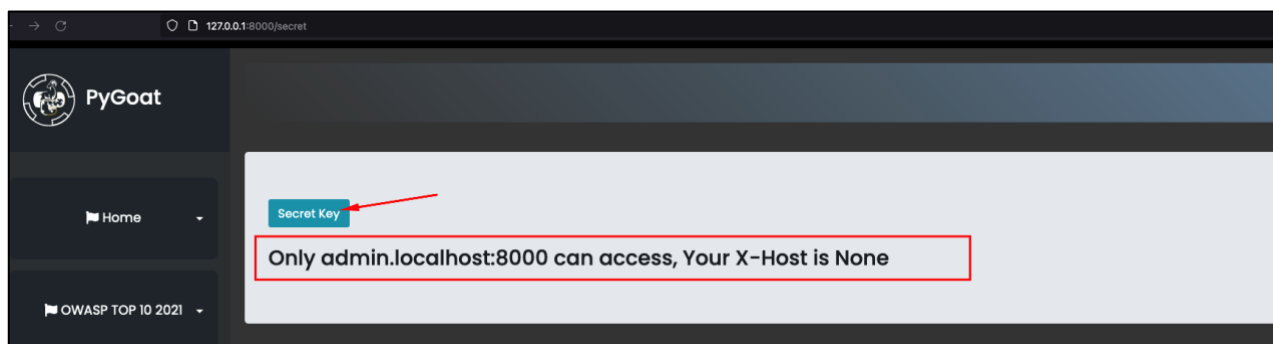 127.0.0.1:8000/secret
PyGoat
Secret Key
Only admin.localhost:8000 can access, Your X-Host is None
Home
OWASP TOP 10 2021